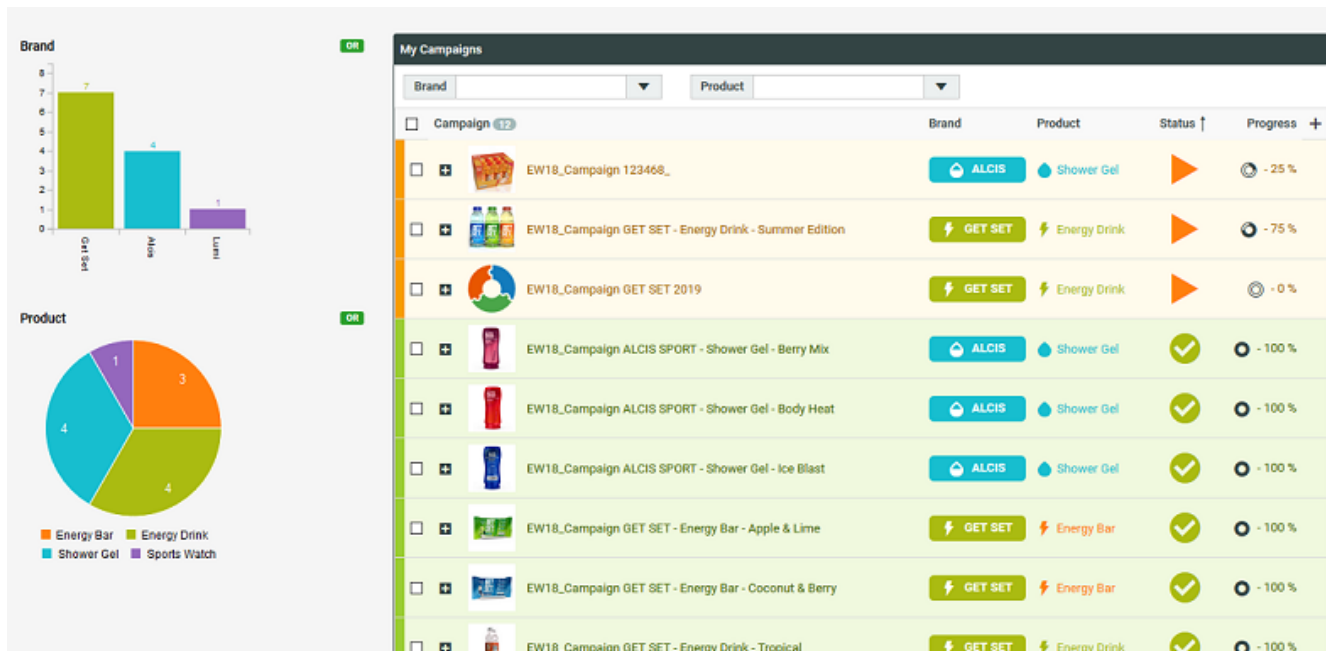 Brand OR
8
7
6
5
4
3
2
1
0
7
4
1
Get Set
Alcis
Lumi
Product OR
1
3
4
4
Energy Bar Energy Drink
Shower Gel Sports Watch
My Campaigns
Brand Product
Campaign 12 Brand Product Status ↑ Progress +
EW18_Campaign 123468_ ALCIS Shower Gel - 25 %
EW18_Campaign GET SET - Energy Drink - Summer Edition GET SET Energy Drink - 75 %
EW18_Campaign GET SET 2019 GET SET Energy Drink - 0 %
EW18_Campaign ALCIS SPORT - Shower Gel - Berry Mix ALCIS Shower Gel - 100 %
EW18_Campaign ALCIS SPORT - Shower Gel - Body Heat ALCIS Shower Gel - 100 %
EW18_Campaign ALCIS SPORT - Shower Gel - Ice Blast ALCIS Shower Gel - 100 %
EW18_Campaign GET SET - Energy Bar - Apple & Lime GET SET Energy Bar - 100 %
EW18_Campaign GET SET - Energy Bar - Coconut & Berry GET SET Energy Bar - 100 %
EW18_Campaign GET SET - Energy Drink - Tropical GET SET Energy Drink - 100 %